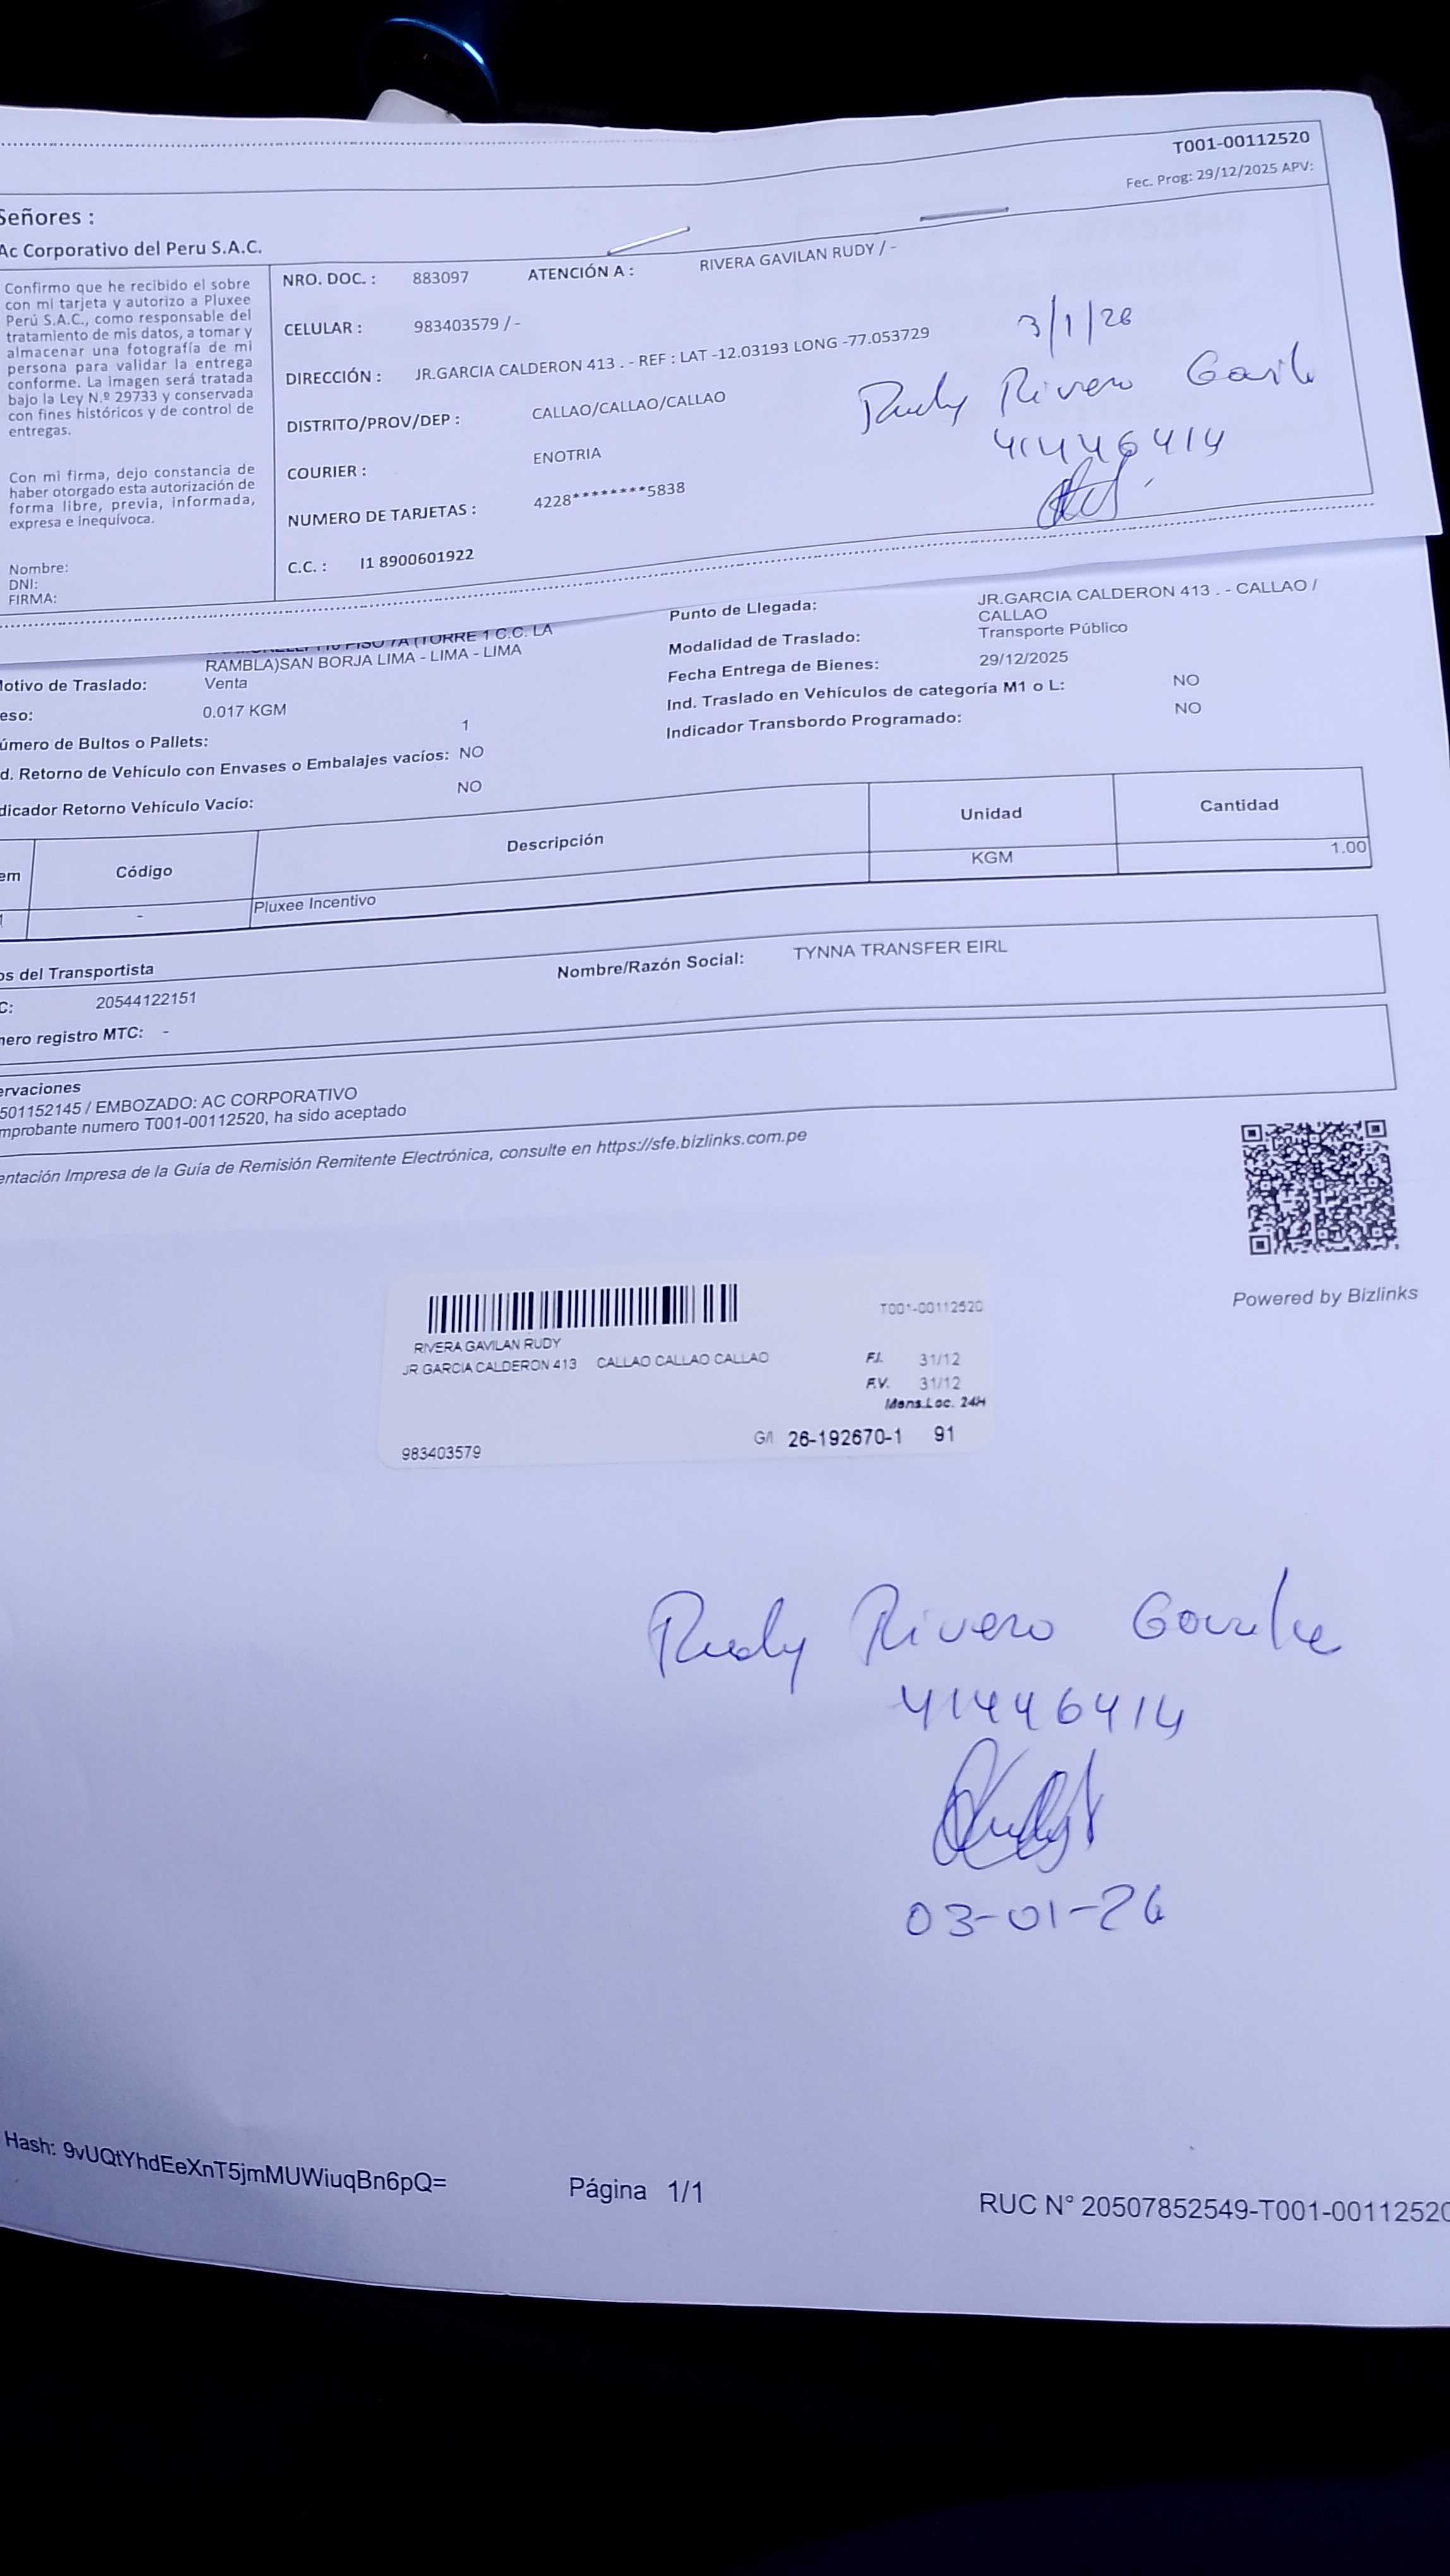 T001-00112520
Fec. Prog: 29/12/2025 APV:
Señores :
Ac Corporativo del Peru S.A.C.
Confirmo que he recibido el sobre
con mi tarjeta y autorizo a Pluxee
Perú S.A.C., como responsable del
tratamiento de mis datos, a tomar y
almacenar una fotografía de mi
persona para validar la entrega
conforme. La imagen será tratada
bajo la Ley N.º 29733 y conservada
con fines históricos y de control de
entregas.
Con mi firma, dejo constancia de
haber otorgado esta autorización de
forma libre, previa, informada,
expresa e inequívoca.
Nombre:
DNI:
FIRMA:
NRO. DOC. : 883097 ATENCIÓN A : RIVERA GAVILAN RUDY / -
CELULAR : 983403579 / -
DIRECCIÓN : JR.GARCIA CALDERON 413 . - REF : LAT -12.03193 LONG -77.053729
DISTRITO/PROV/DEP : CALLAO/CALLAO/CALLAO
COURIER : ENOTRIA
NUMERO DE TARJETAS : 4228********5838
C.C. : I1 8900601922
3/1/26
Rudy Rivero
41446414
PISO 7A (TORRE 1 C.C. LA
RAMBLA)SAN BORJA LIMA - LIMA - LIMA
otivo de Traslado: Venta
eso: 0.017 KGM
úmero de Bultos o Pallets: 1
d. Retorno de Vehículo con Envases o Embalajes vacíos: NO
dicador Retorno Vehículo Vacío: NO
Punto de Llegada: JR.GARCIA CALDERON 413 . - CALLAO /
CALLAO
Modalidad de Traslado: Transporte Público
Fecha Entrega de Bienes: 29/12/2025
Ind. Traslado en Vehículos de categoría M1 o L: NO
Indicador Transbordo Programado: NO
em Código Descripción Unidad Cantidad
1 - Pluxee Incentivo KGM 1.00
os del Transportista
C: 20544122151 Nombre/Razón Social: TYNNA TRANSFER EIRL
nero registro MTC: -
ervaciones
501152145 / EMBOZADO: AC CORPORATIVO
mprobante numero T001-00112520, ha sido aceptado
entación Impresa de la Guía de Remisión Remitente Electrónica, consulte en https://sfe.bizlinks.com.pe
Powered by Bizlinks
T001-00112520
RIVERA GAVILAN RUDY
JR GARCIA CALDERON 413 CALLAO CALLAO CALLAO
F.I. 31/12
F.V. 31/12
Mens.Loc. 24H
G/I 26-192670-1 91
983403579
Rudy Rivero
41446414
03-01-26
Hash: 9vUQtYhdEeXnT5jmMUWiuqBn6pQ=
Página 1/1
RUC N° 20507852549-T001-00112520